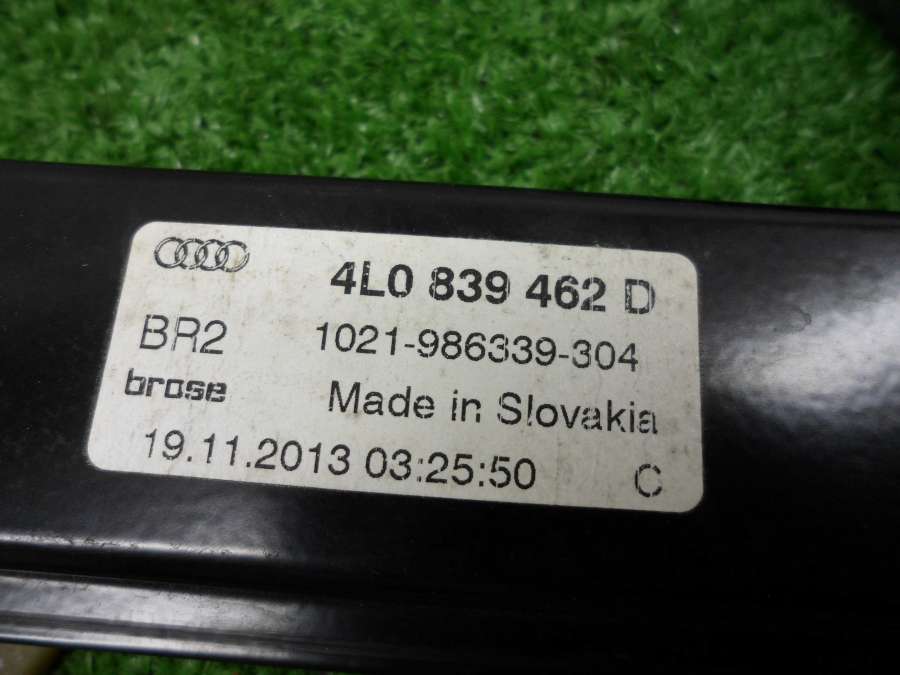 4L0 839 462 D
BR2 1021-986339-304
brose Made in Slovakia
19.11.2013 03:25:50 C